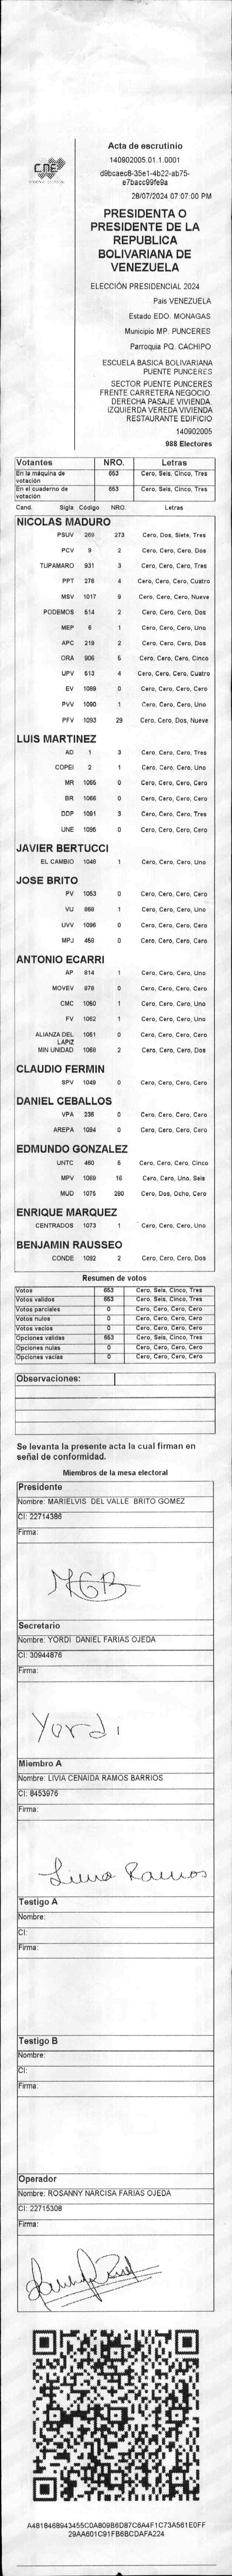 CNE
Acta de escrutinio
140902005.01.1.0001
d9bcaec8-35e1-4b22-ab75-
e7bacc99fe9a
28/07/2024 07:07:00 PM
PRESIDENTA O
PRESIDENTE DE LA
REPUBLICA
BOLIVARIANA DE
VENEZUELA
ELECCIÓN PRESIDENCIAL 2024
Pais VENEZUELA
Estado EDO. MONAGAS
Municipio MP. PUNCERES
Parroquia PQ. CACHIPO
ESCUELA BASICA BOLIVARIANA
PUENTE PUNCERES
SECTOR PUENTE PUNCERES
FRENTE CARRETERA NEGOCIO.
DERECHA PASAJE VIVIENDA.
IZQUIERDA VEREDA VIVIENDA
RESTAURANTE EDIFICIO
140902005
988 Electores
Votantes NRO. Letras
En la máquina de votación 653 Cero, Seis, Cinco, Tres
En el cuaderno de votación 653 Cero, Seis, Cinco, Tres
Cand. Sigla Código NRO. Letras
NICOLAS MADURO
PSUV 269 273 Cero, Dos, Siete, Tres
PCV 9 2 Cero, Cero, Cero, Dos
TUPAMARO 931 3 Cero, Cero, Cero, Tres
PPT 278 4 Cero, Cero, Cero, Cuatro
MSV 1017 9 Cero, Cero, Cero, Nueve
PODEMOS 514 2 Cero, Cero, Cero, Dos
MEP 6 1 Cero, Cero, Cero, Uno
APC 219 2 Cero, Cero, Cero, Dos
ORA 906 5 Cero, Cero, Cero, Cinco
UPV 613 4 Cero, Cero, Cero, Cuatro
EV 1089 0 Cero, Cero, Cero, Cero
PVV 1090 1 Cero, Cero, Cero, Uno
PFV 1093 29 Cero, Cero, Dos, Nueve
LUIS MARTINEZ
AD 1 3 Cero, Cero, Cero, Tres
COPEI 2 1 Cero, Cero, Cero, Uno
MR 1065 0 Cero, Cero, Cero, Cero
BR 1066 0 Cero, Cero, Cero, Cero
DDP 1091 3 Cero, Cero, Cero, Tres
UNE 1095 0 Cero, Cero, Cero, Cero
JAVIER BERTUCCI
EL CAMBIO 1048 1 Cero, Cero, Cero, Uno
JOSE BRITO
PV 1053 0 Cero, Cero, Cero, Cero
VU 868 1 Cero, Cero, Cero, Uno
UVV 1096 0 Cero, Cero, Cero, Cero
MPJ 458 0 Cero, Cero, Cero, Cero
ANTONIO ECARRI
AP 814 1 Cero, Cero, Cero, Uno
MOVEV 978 0 Cero, Cero, Cero, Cero
CMC 1050 1 Cero, Cero, Cero, Uno
FV 1052 1 Cero, Cero, Cero, Uno
ALIANZA DEL LAPIZ 1051 0 Cero, Cero, Cero, Cero
MIN UNIDAD 1068 2 Cero, Cero, Cero, Dos
CLAUDIO FERMIN
SPV 1049 0 Cero, Cero, Cero, Cero
DANIEL CEBALLOS
VPA 236 0 Cero, Cero, Cero, Cero
AREPA 1094 0 Cero, Cero, Cero, Cero
EDMUNDO GONZALEZ
UNTC 460 5 Cero, Cero, Cero, Cinco
MPV 1069 16 Cero, Cero, Uno, Seis
MUD 1075 280 Cero, Dos, Ocho, Cero
ENRIQUE MARQUEZ
CENTRADOS 1073 1 Cero, Cero, Cero, Uno
BENJAMIN RAUSSEO
CONDE 1092 2 Cero, Cero, Cero, Dos
Resumen de votos
Votos 653 Cero, Seis, Cinco, Tres
Votos validos 653 Cero, Seis, Cinco, Tres
Votos parciales 0 Cero, Cero, Cero, Cero
Votos nulos 0 Cero, Cero, Cero, Cero
Votos vacios 0 Cero, Cero, Cero, Cero
Opciones validas 653 Cero, Seis, Cinco, Tres
Opciones nulas 0 Cero, Cero, Cero, Cero
Opciones vacias 0 Cero, Cero, Cero, Cero
Observaciones:
Se levanta la presente acta la cual firman en
señal de conformidad.
Miembros de la mesa electoral
Presidente
Nombre: MARIELVIS DEL VALLE BRITO GOMEZ
CI: 22714386
Firma:
MGB
Secretario
Nombre: YORDI DANIEL FARIAS OJEDA
CI: 30944876
Firma:
Yordi
Miembro A
Nombre: LIVIA CENAIDA RAMOS BARRIOS
CI: 8453976
Firma:
Livia Ramos
Testigo A
Nombre:
CI:
Firma:
Testigo B
Nombre:
CI:
Firma:
Operador
Nombre: ROSANNY NARCISA FARIAS OJEDA
CI: 22715308
Firma:
A4818468943455C0A809B6D87C6A4F1C73A561E0FF
29AA601C91FB6BCDAFA224